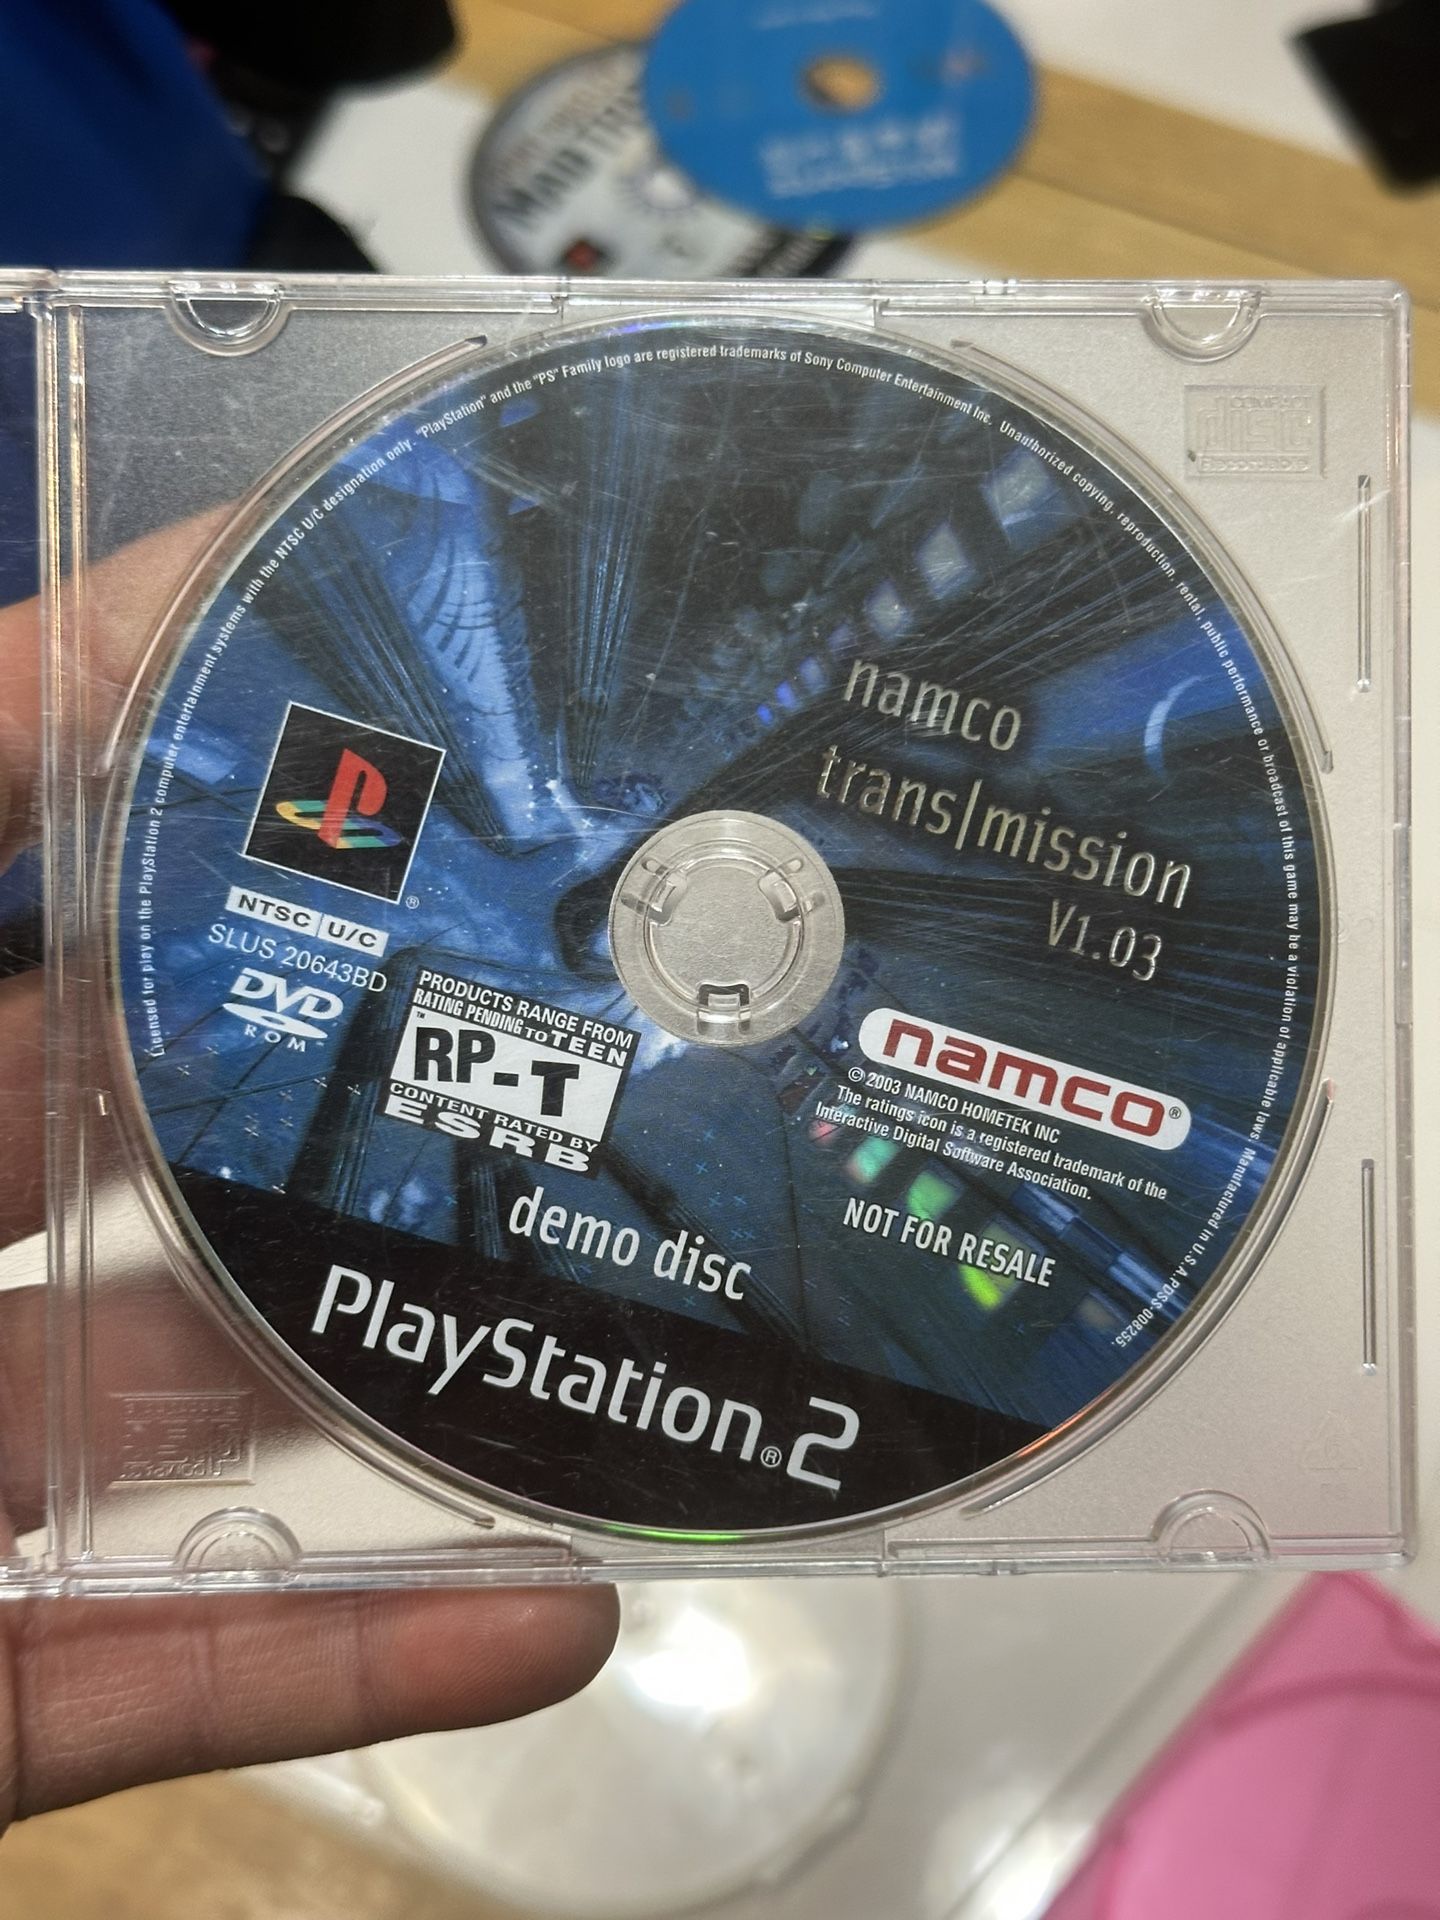 Licensed for play on the PlayStation 2 computer entertainment systems with the NTSC U/C designation only. "PlayStation" and the "PS" Family logo are registered trademarks of Sony Computer Entertainment Inc. Unauthorized copying, reproduction, rental, public performance or broadcast of this game may be a violation of applicable laws. Manufactured in U.S.A. PDSS-008255.
COMPACT
disc
Recordable
namco
trans|mission
V1.03
®
NTSC U/C
SLUS 20643BD
DVD
ROM
PRODUCTS RANGE FROM
RATING PENDING TO TEEN
™
RP-T
CONTENT RATED BY
ESRB
namco®
© 2003 NAMCO HOMETEK INC
The ratings icon is a registered trademark of the
Interactive Digital Software Association.
NOT FOR RESALE
demo disc
PlayStation®2